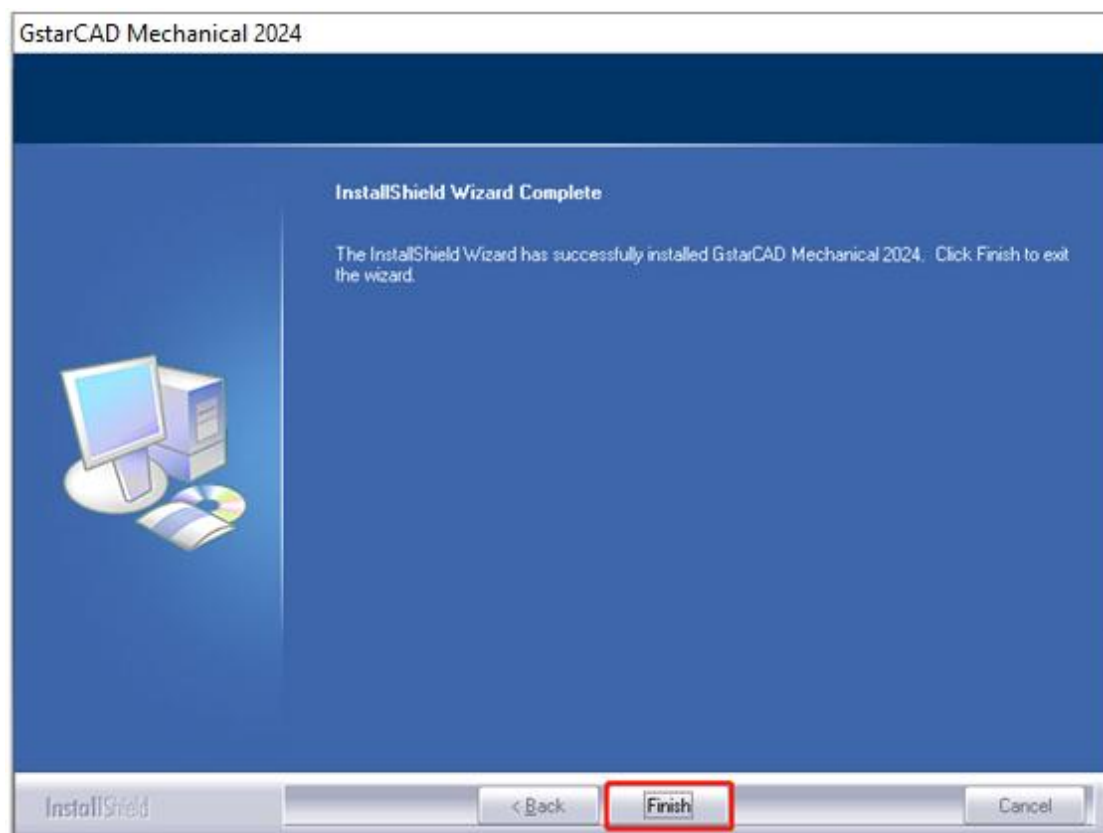 GstarCAD Mechanical 2024
InstallShield Wizard Complete
The InstallShield Wizard has successfully installed GstarCAD Mechanical 2024. Click Finish to exit
the wizard.
InstallShield
< Back
Finish
Cancel